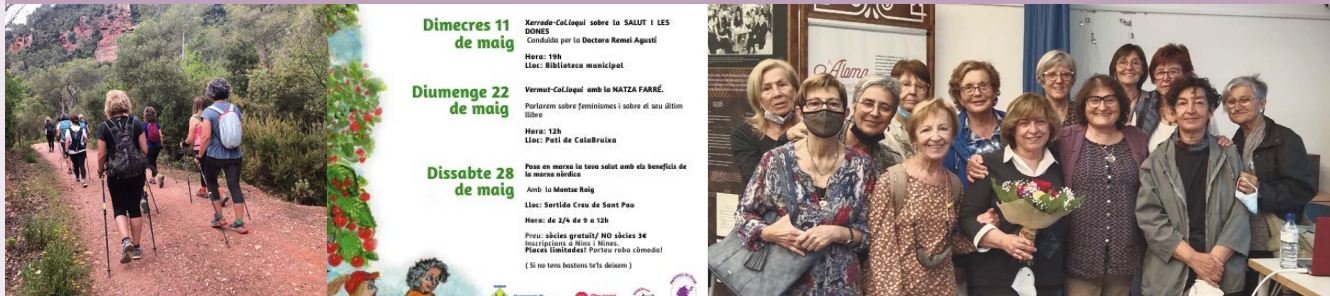 Dimecres 11
de maig
Xerrada-Col.loqui sobre la SALUT I LES
DONES
Conduïda per la Doctora Remei Agustí
Hora: 19h
Lloc: Biblioteca municipal
Diumenge 22
de maig
Vermut-Col.loqui amb la NATZA FARRÉ.
Parlarem sobre feminismes i sobre el seu últim
llibre
Hora: 12h
Lloc: Pati de CalaBruixa
Dissabte 28
de maig
Posa en marxa la teva salut amb els beneficis de
la marxa nòrdica
Amb la Montse Roig
Lloc: Sortida Creu de Sant Pau
Hora: de 2/4 de 9 a 12h
Preu: sòcies gratuït/ NO sòcies 3€
Inscripcions a Nins i Nines.
Places limitades! Porteu roba còmoda!
( Si no tens bastons te'ls deixem )
Aloma